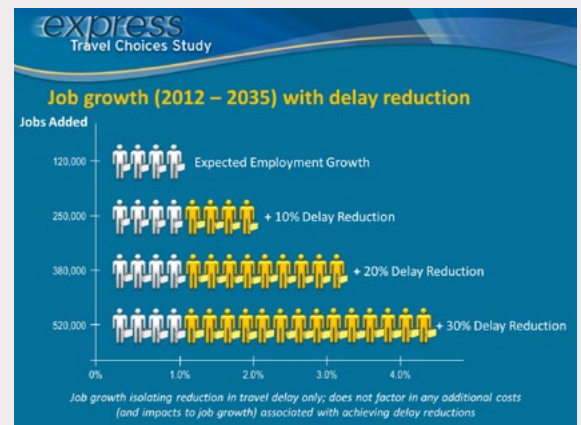 express
Travel Choices Study
Job growth (2012 – 2035) with delay reduction
Jobs Added
120,000
Expected Employment Growth
250,000
+ 10% Delay Reduction
380,000
+ 20% Delay Reduction
520,000
+ 30% Delay Reduction
0% 1.0% 2.0% 3.0% 4.0%
Job growth isolating reduction in travel delay only; does not factor in any additional costs
(and impacts to job growth) associated with achieving delay reductions